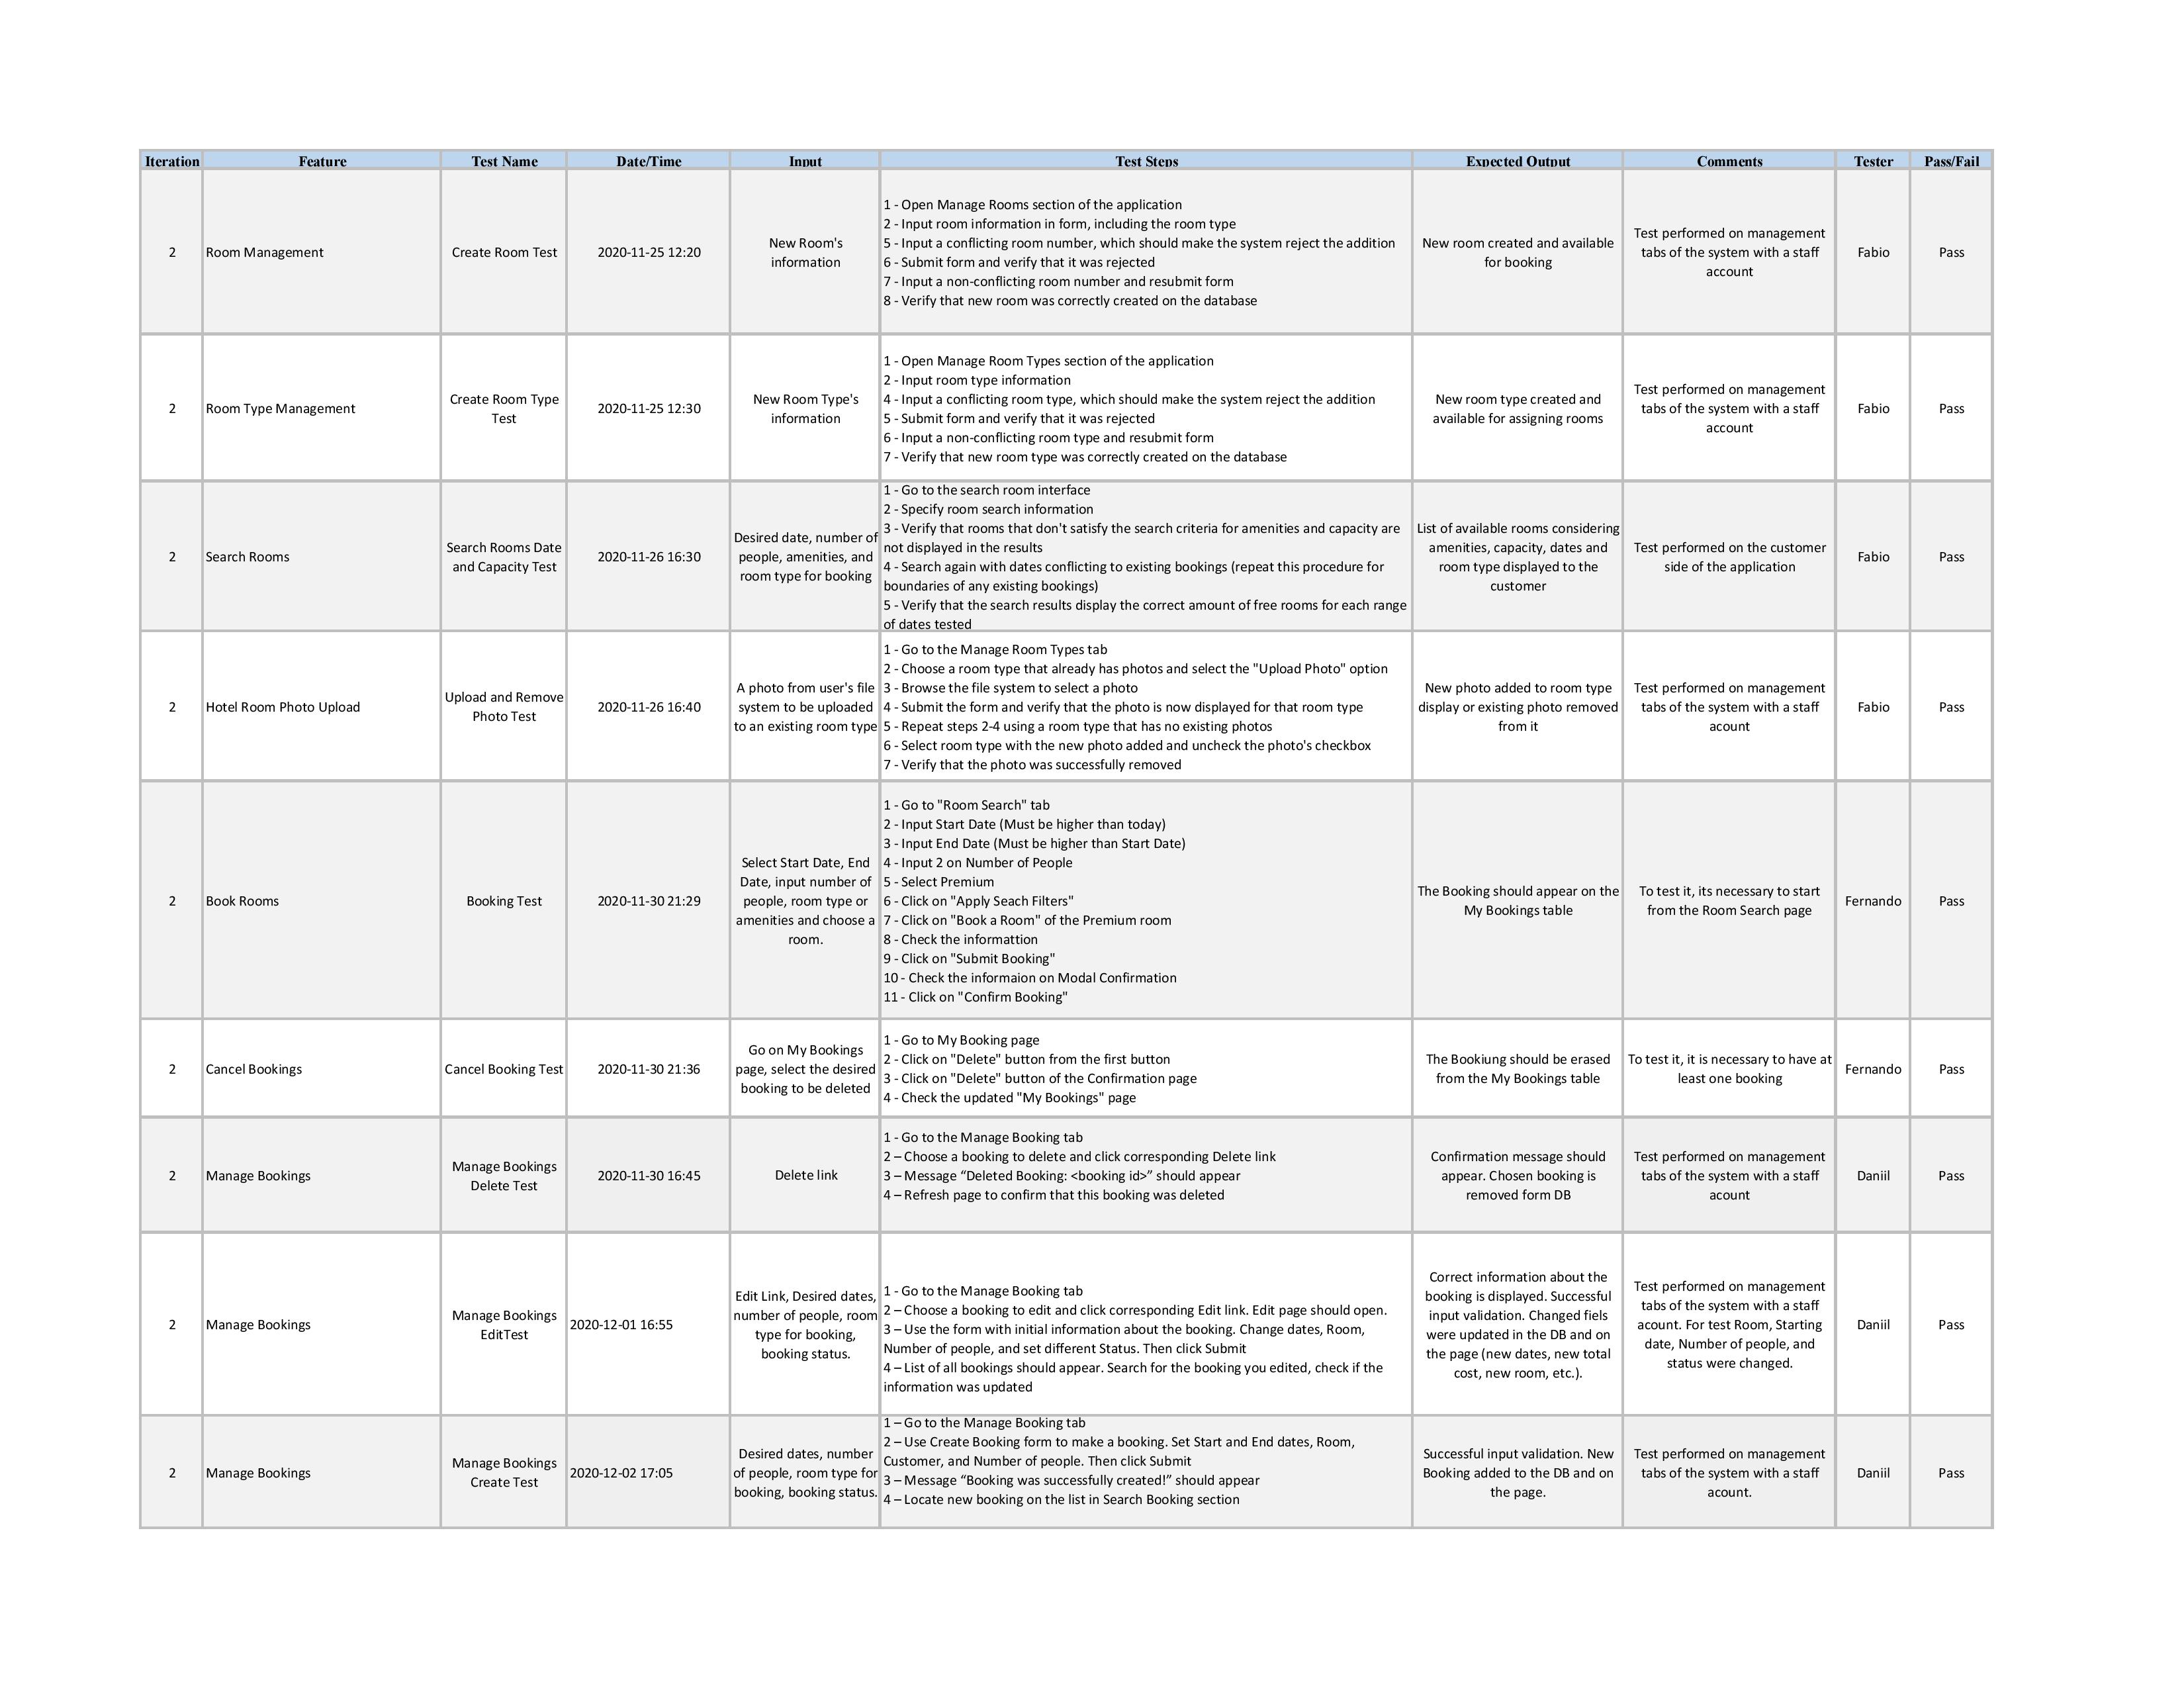 Iteration Feature Test Name Date/Time Input Test Steps Expected Output Comments Tester Pass/Fail
2
Room Management
Create Room Test
2020-11-25 12:20
New Room's
information
1 - Open Manage Rooms section of the application
2 - Input room information in form, including the room type
5 - Input a conflicting room number, which should make the system reject the addition
6 - Submit form and verify that it was rejected
7 - Input a non-conflicting room number and resubmit form
8 - Verify that new room was correctly created on the database
New room created and available
for booking
Test performed on management
tabs of the system with a staff
account
Fabio
Pass
2
Room Type Management
Create Room Type
Test
2020-11-25 12:30
New Room Type's
information
1 - Open Manage Room Types section of the application
2 - Input room type information
4 - Input a conflicting room type, which should make the system reject the addition
5 - Submit form and verify that it was rejected
6 - Input a non-conflicting room type and resubmit form
7 - Verify that new room type was correctly created on the database
New room type created and
available for assigning rooms
Test performed on management
tabs of the system with a staff
account
Fabio
Pass
2
Search Rooms
Search Rooms Date
and Capacity Test
2020-11-26 16:30
Desired date, number of
people, amenities, and
room type for booking
1 - Go to the search room interface
2 - Specify room search information
3 - Verify that rooms that don't satisfy the search criteria for amenities and capacity are
not displayed in the results
4 - Search again with dates conflicting to existing bookings (repeat this procedure for
boundaries of any existing bookings)
5 - Verify that the search results display the correct amount of free rooms for each range
of dates tested
List of available rooms considering
amenities, capacity, dates and
room type displayed to the
customer
Test performed on the customer
side of the application
Fabio
Pass
2
Hotel Room Photo Upload
Upload and Remove
Photo Test
2020-11-26 16:40
A photo from user's file
system to be uploaded
to an existing room type
1 - Go to the Manage Room Types tab
2 - Choose a room type that already has photos and select the "Upload Photo" option
3 - Browse the file system to select a photo
4 - Submit the form and verify that the photo is now displayed for that room type
5 - Repeat steps 2-4 using a room type that has no existing photos
6 - Select room type with the new photo added and uncheck the photo's checkbox
7 - Verify that the photo was successfully removed
New photo added to room type
display or existing photo removed
from it
Test performed on management
tabs of the system with a staff
acount
Fabio
Pass
2
Book Rooms
Booking Test
2020-11-30 21:29
Select Start Date, End
Date, input number of
people, room type or
amenities and choose a
room.
1 - Go to "Room Search" tab
2 - Input Start Date (Must be higher than today)
3 - Input End Date (Must be higher than Start Date)
4 - Input 2 on Number of People
5 - Select Premium
6 - Click on "Apply Seach Filters"
7 - Click on "Book a Room" of the Premium room
8 - Check the informattion
9 - Click on "Submit Booking"
10 - Check the informaion on Modal Confirmation
11 - Click on "Confirm Booking"
The Booking should appear on the
My Bookings table
To test it, its necessary to start
from the Room Search page
Fernando
Pass
2
Cancel Bookings
Cancel Booking Test
2020-11-30 21:36
Go on My Bookings
page, select the desired
booking to be deleted
1 - Go to My Booking page
2 - Click on "Delete" button from the first button
3 - Click on "Delete" button of the Confirmation page
4 - Check the updated "My Bookings" page
The Bookiung should be erased
from the My Bookings table
To test it, it is necessary to have at
least one booking
Fernando
Pass
2
Manage Bookings
Manage Bookings
Delete Test
2020-11-30 16:45
Delete link
1 - Go to the Manage Booking tab
2 – Choose a booking to delete and click corresponding Delete link
3 – Message “Deleted Booking: <booking id>” should appear
4 – Refresh page to confirm that this booking was deleted
Confirmation message should
appear. Chosen booking is
removed form DB
Test performed on management
tabs of the system with a staff
acount
Daniil
Pass
2
Manage Bookings
Manage Bookings
EditTest
2020-12-01 16:55
Edit Link, Desired dates,
number of people, room
type for booking,
booking status.
1 - Go to the Manage Booking tab
2 – Choose a booking to edit and click corresponding Edit link. Edit page should open.
3 – Use the form with initial information about the booking. Change dates, Room,
Number of people, and set different Status. Then click Submit
4 – List of all bookings should appear. Search for the booking you edited, check if the
information was updated
Correct information about the
booking is displayed. Successful
input validation. Changed fiels
were updated in the DB and on
the page (new dates, new total
cost, new room, etc.).
Test performed on management
tabs of the system with a staff
acount. For test Room, Starting
date, Number of people, and
status were changed.
Daniil
Pass
2
Manage Bookings
Manage Bookings
Create Test
2020-12-02 17:05
Desired dates, number
of people, room type for
booking, booking status.
1 – Go to the Manage Booking tab
2 – Use Create Booking form to make a booking. Set Start and End dates, Room,
Customer, and Number of people. Then click Submit
3 – Message “Booking was successfully created!” should appear
4 – Locate new booking on the list in Search Booking section
Successful input validation. New
Booking added to the DB and on
the page.
Test performed on management
tabs of the system with a staff
acount.
Daniil
Pass